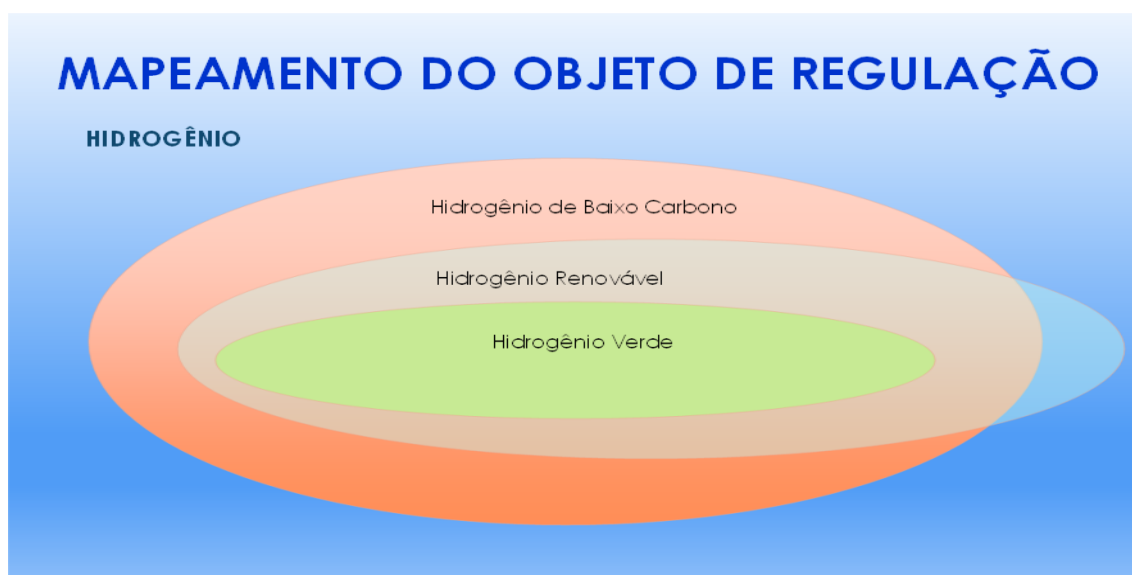 MAPEAMENTO DO OBJETO DE REGULAÇÃO
HIDROGÊNIO
Hidrogênio de Baixo Carbono
Hidrogênio Renovável
Hidrogênio Verde